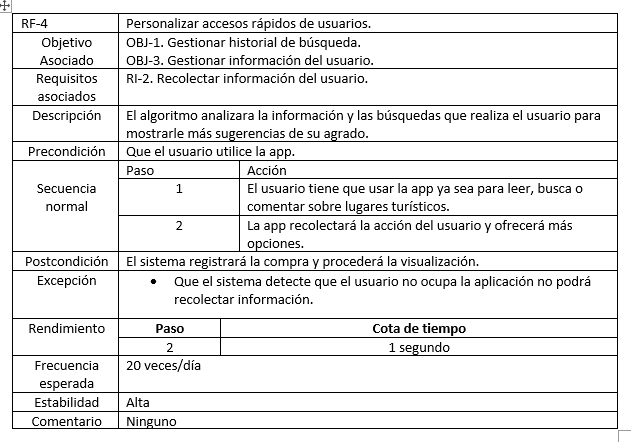 RF-4 Personalizar accesos rápidos de usuarios.
Objetivo Asociado OBJ-1. Gestionar historial de búsqueda.
OBJ-3. Gestionar información del usuario.
Requisitos asociados RI-2. Recolectar información del usuario.
Descripción El algoritmo analizara la información y las búsquedas que realiza el usuario para
mostrarle más sugerencias de su agrado.
Precondición Que el usuario utilice la app.
Secuencia normal Paso Acción
1 El usuario tiene que usar la app ya sea para leer, busca o
comentar sobre lugares turísticos.
2 La app recolectará la acción del usuario y ofrecerá más
opciones.
Postcondición El sistema registrará la compra y procederá la visualización.
Excepción • Que el sistema detecte que el usuario no ocupa la aplicación no podrá
recolectar información.
Rendimiento Paso Cota de tiempo
2 1 segundo
Frecuencia esperada 20 veces/día
Estabilidad Alta
Comentario Ninguno